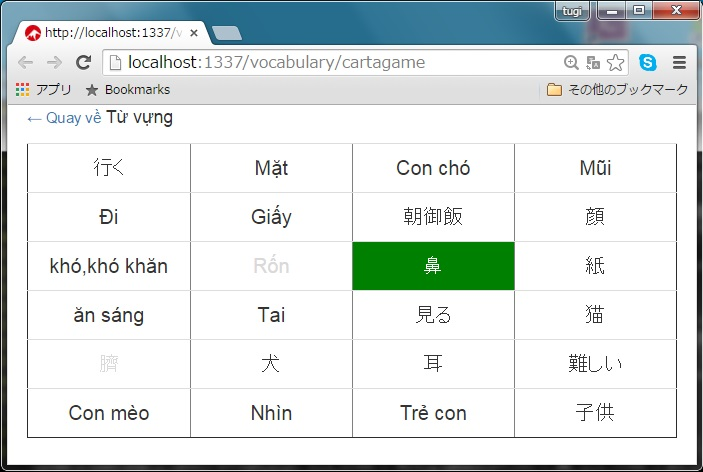 tugi
http://localhost:1337/v
localhost:1337/vocabulary/cartagame
アプリ Bookmarks その他のブックマーク
← Quay về Từ vựng
行く Mặt Con chó Mũi
Đi Giấy 朝御飯 顔
khó,khó khăn Rốn 鼻 紙
ăn sáng Tai 見る 猫
臍 犬 耳 難しい
Con mèo Nhìn Trẻ con 子供